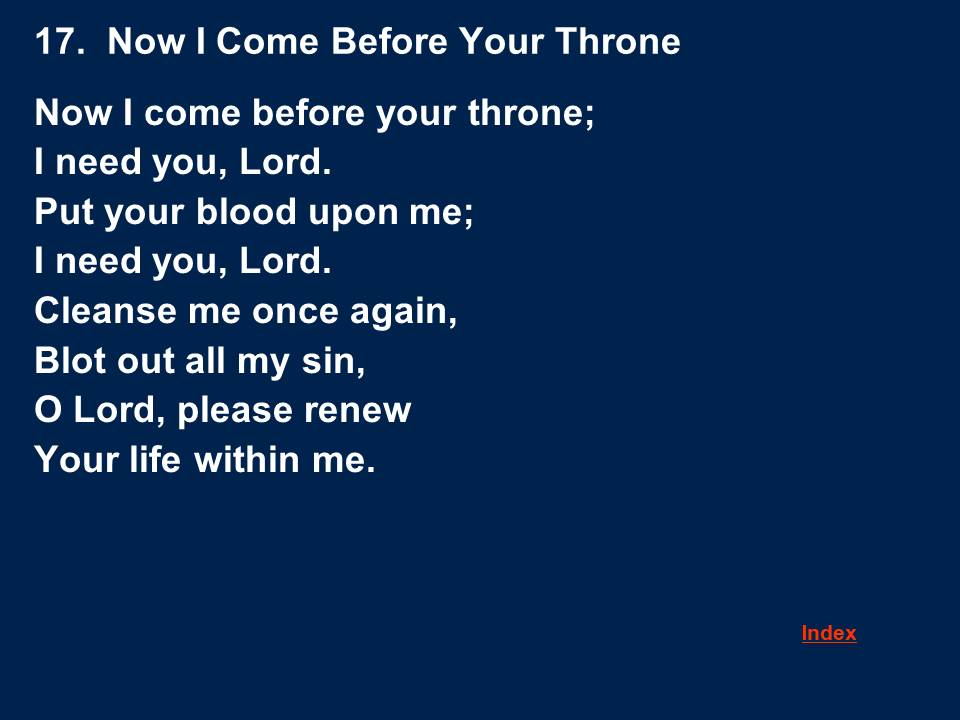 17.  Now I Come Before Your Throne
Now I come before your throne;
I need you, Lord.
Put your blood upon me;
I need you, Lord.
Cleanse me once again,
Blot out all my sin,
O Lord, please renew
Your life within me.
Index